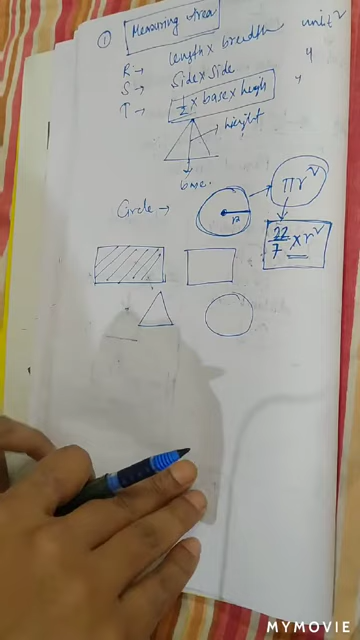 ① Measuring Area
R → length × breadth unit²
S → Side × Side "
T → 1/2 × base × heigh "
height
base.
Circle → r πr²
22/7 × r²
MYMOVIE